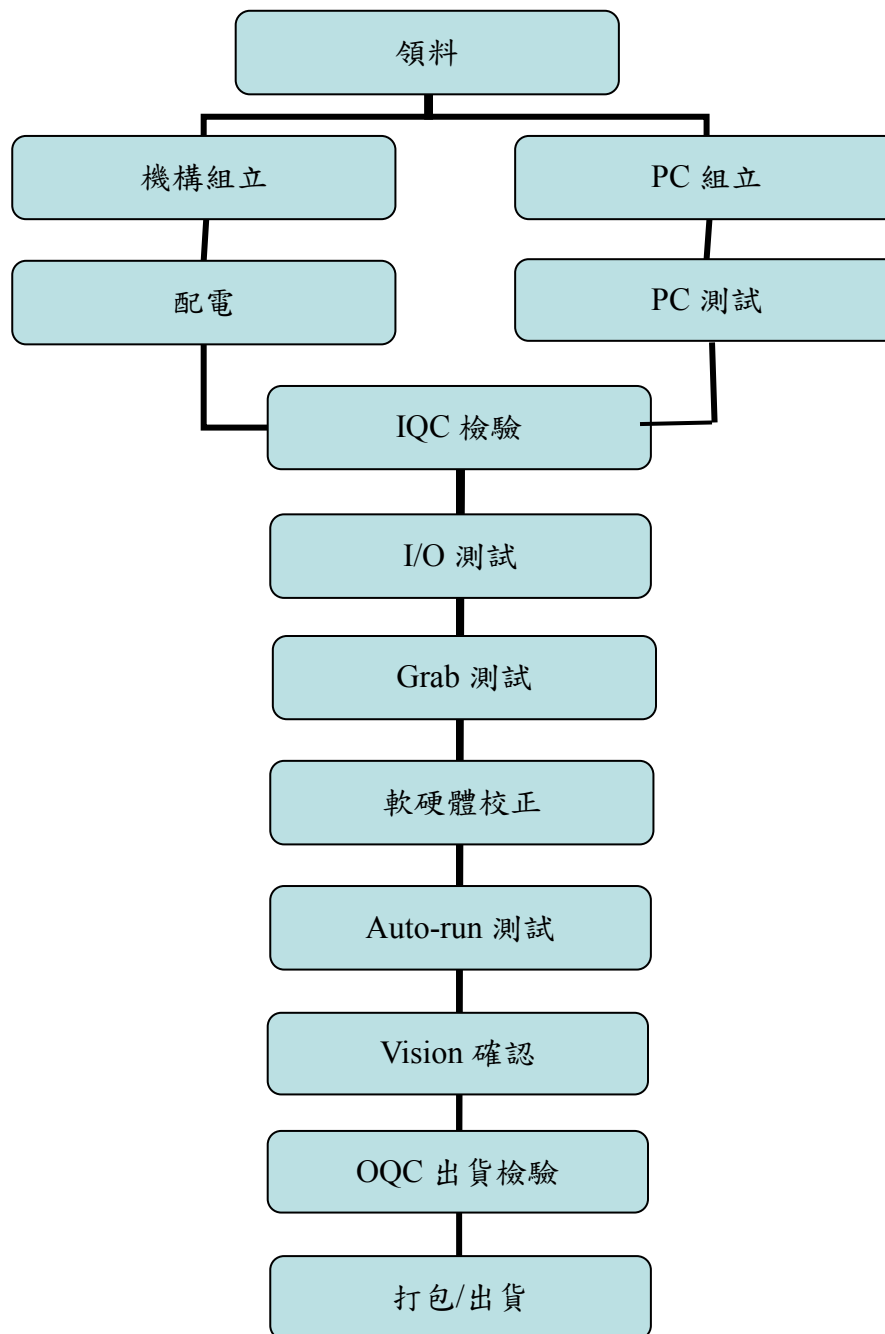 領料
機構組立
PC 組立
配電
PC 測試
IQC 檢驗
I/O 測試
Grab 測試
軟硬體校正
Auto-run 測試
Vision 確認
OQC 出貨檢驗
打包/出貨